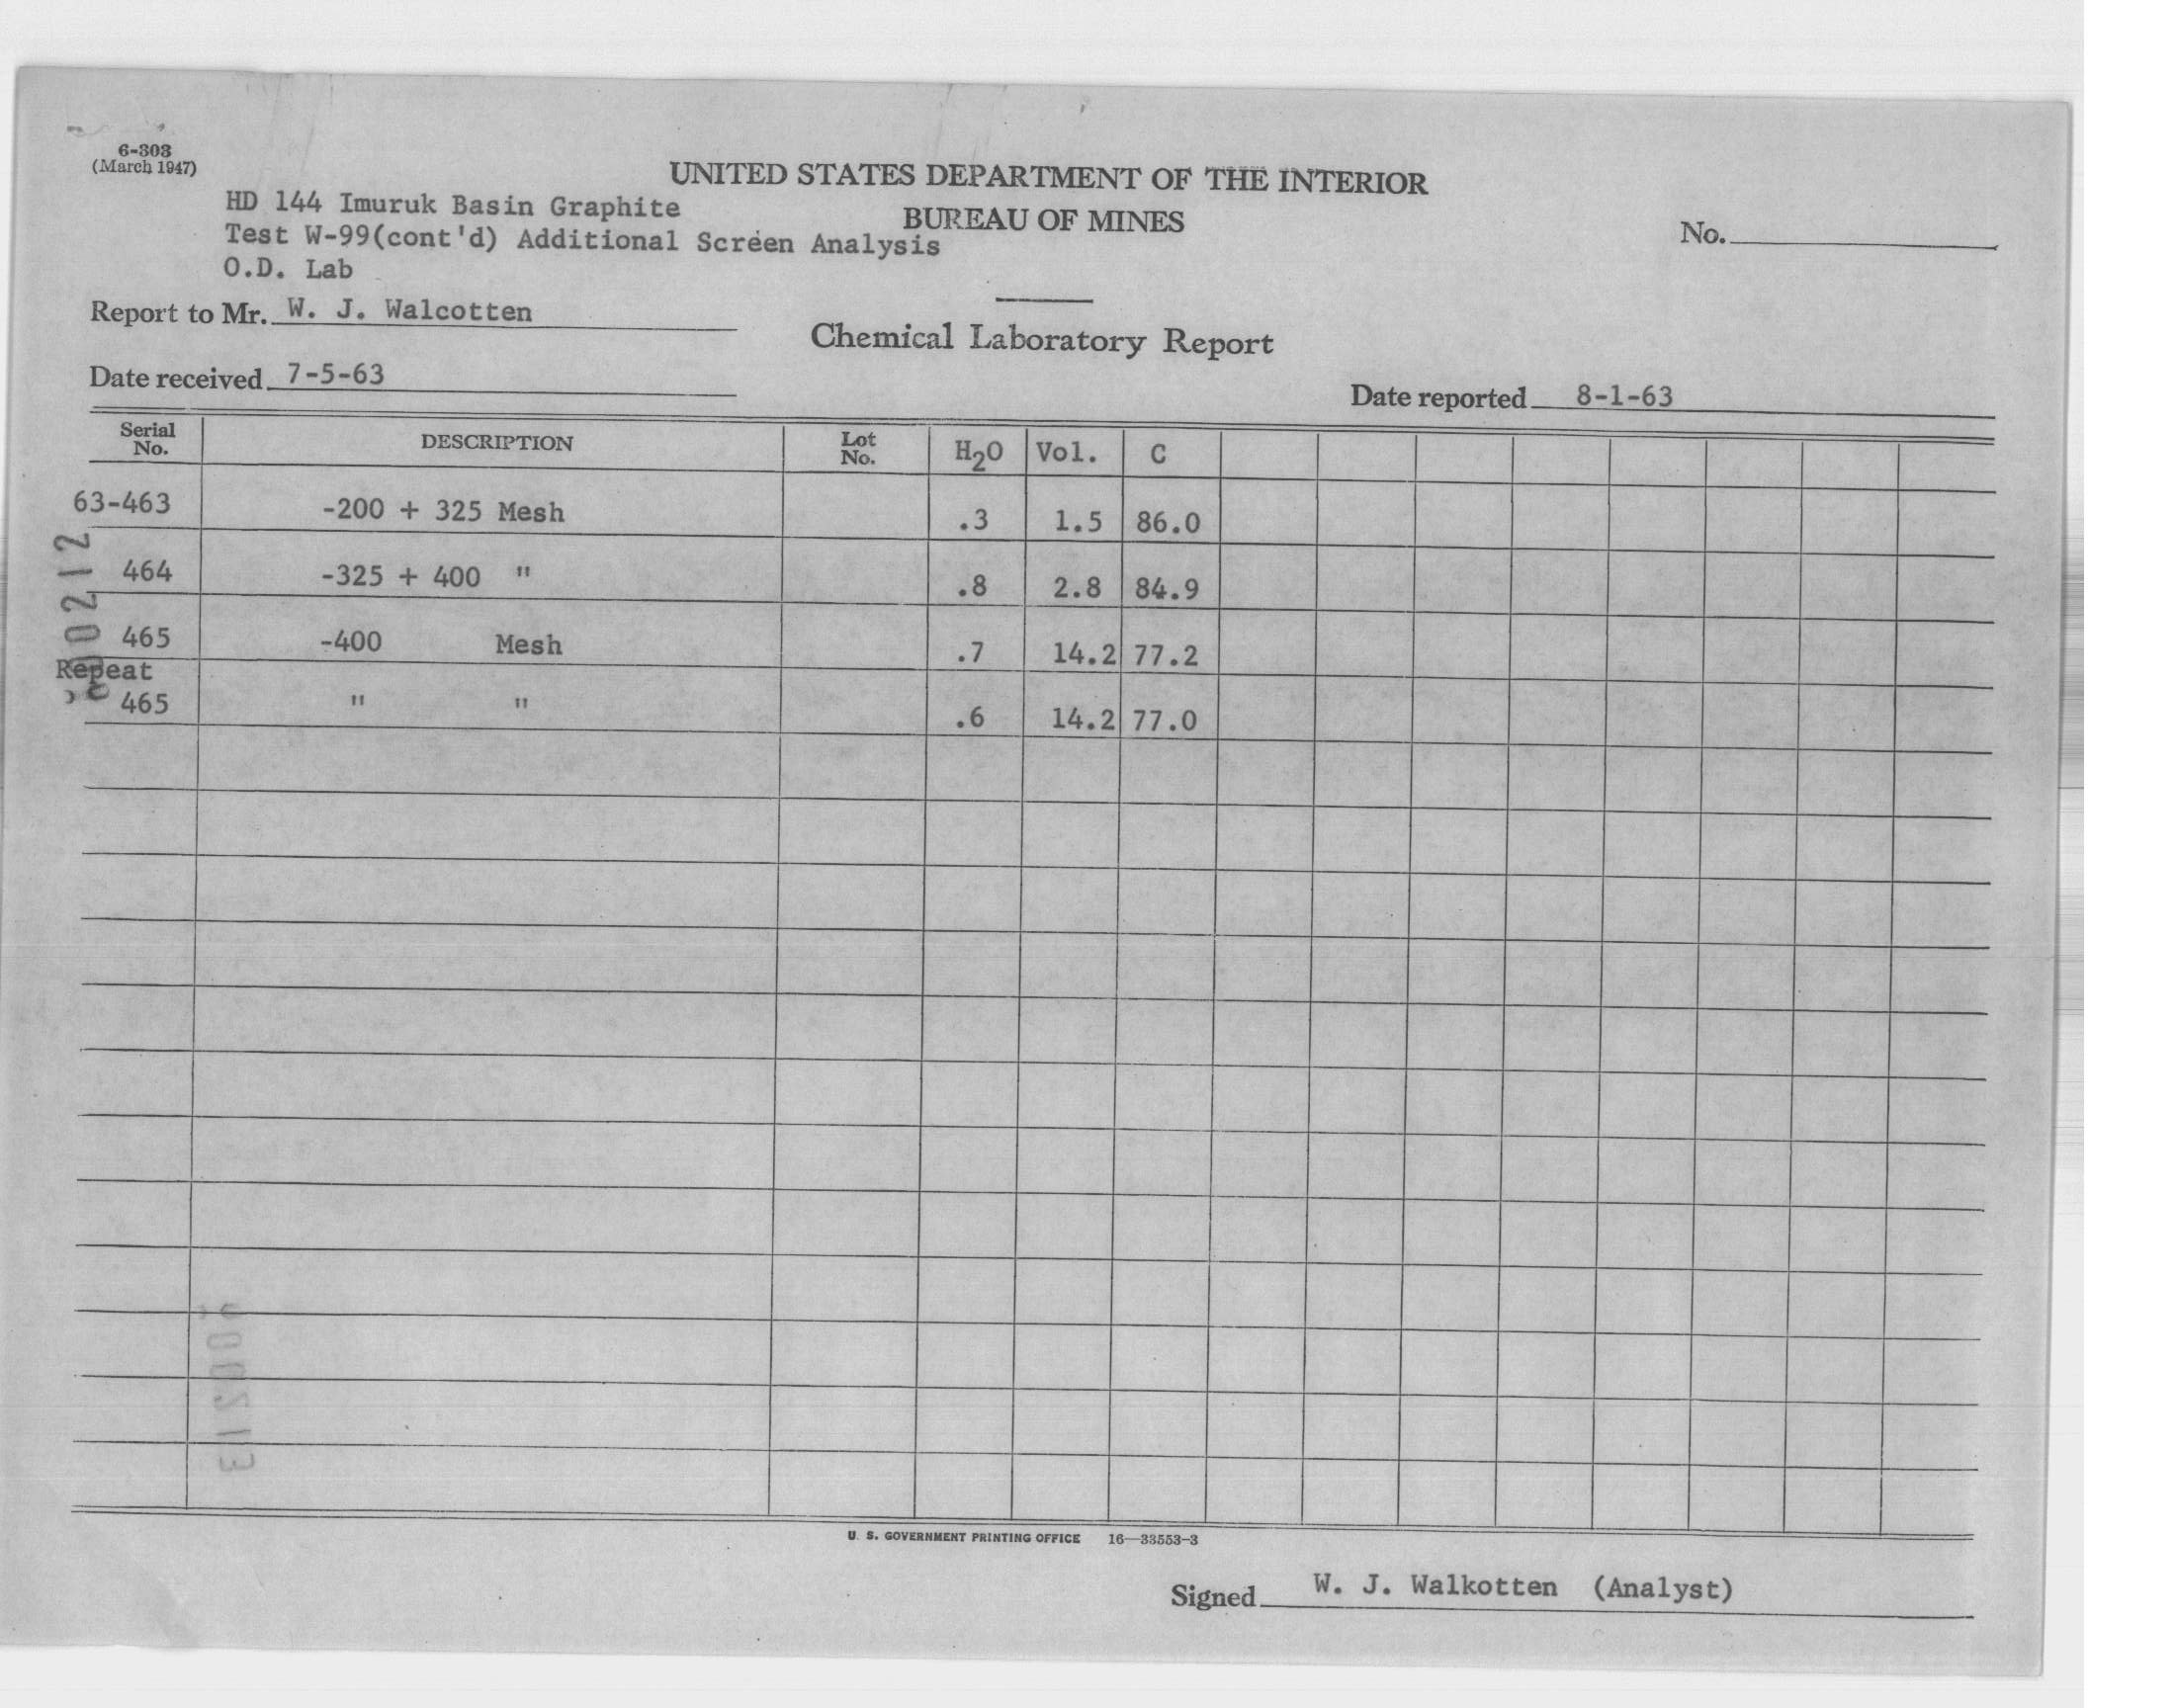 6-303
(March 1947)
UNITED STATES DEPARTMENT OF THE INTERIOR
BUREAU OF MINES
HD 144 Imuruk Basin Graphite
Test W-99(cont'd) Additional Screen Analysis
O.D. Lab
No.
Report to Mr. W. J. Walcotten
Chemical Laboratory Report
Date received 7-5-63
Date reported 8-1-63
Serial No. DESCRIPTION Lot No. H2O Vol. C
63-463 -200 + 325 Mesh .3 1.5 86.0
464 -325 + 400 " .8 2.8 84.9
465 -400 Mesh .7 14.2 77.2
Repeat
465 " " .6 14.2 77.0
U. S. GOVERNMENT PRINTING OFFICE 16—33553-3
Signed W. J. Walkotten (Analyst)